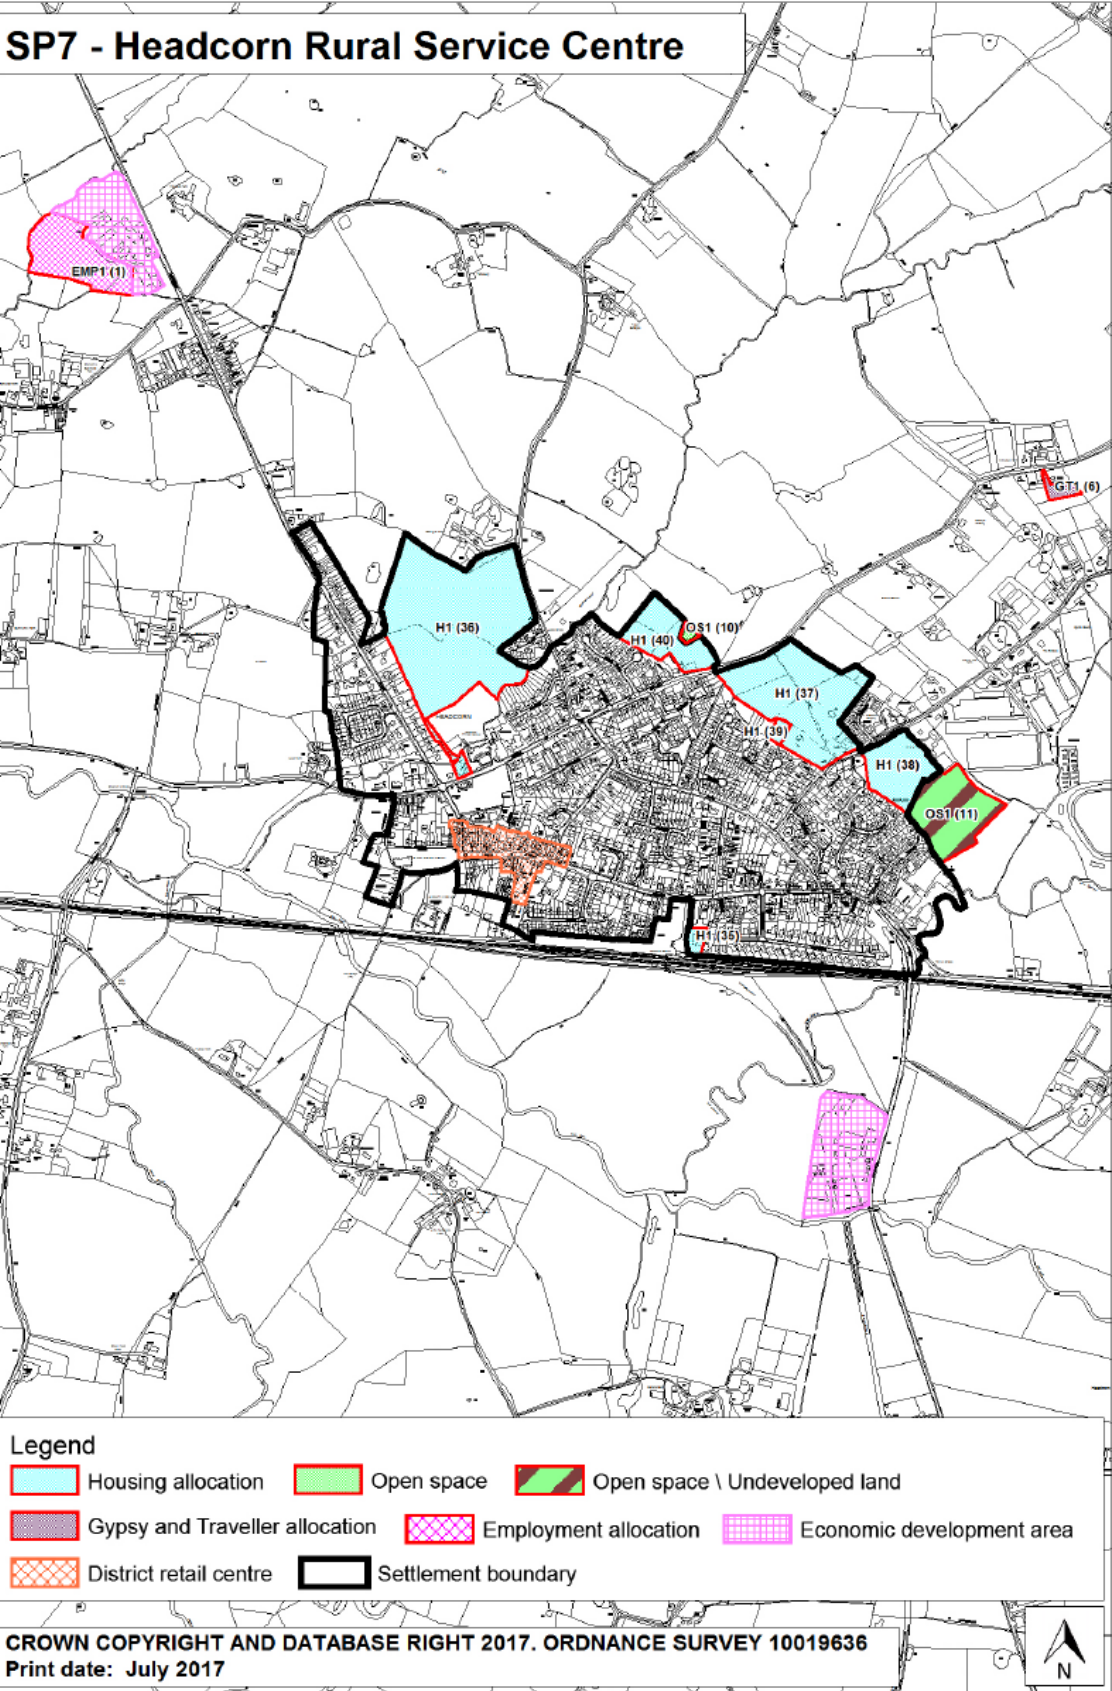 SP7 - Headcorn Rural Service Centre
EMP1 (1)
GT1 (6)
H1 (36)
OS1 (10)
H1 (40)
H1 (37)
HEADCORN
H1 (39)
H1 (38)
OS1 (11)
H1 (35)
Legend
Housing allocation
Open space
Open space \ Undeveloped land
Gypsy and Traveller allocation
Employment allocation
Economic development area
District retail centre
Settlement boundary
CROWN COPYRIGHT AND DATABASE RIGHT 2017. ORDNANCE SURVEY 10019636
Print date: July 2017
N